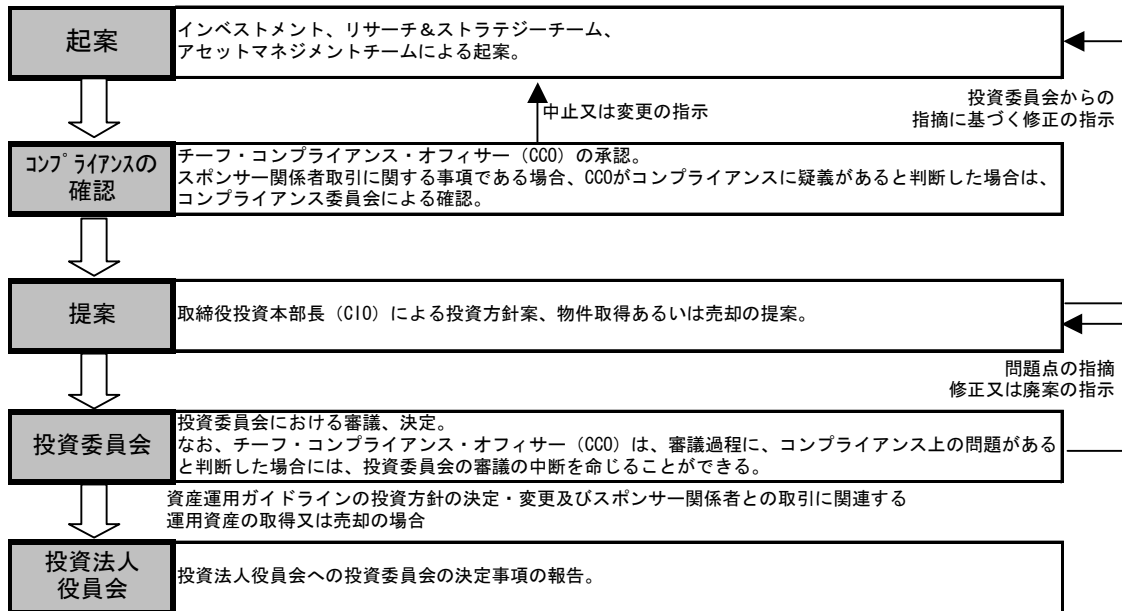 起案
インベストメント、リサーチ＆ストラテジーチーム、
アセットマネジメントチームによる起案。
中止又は変更の指示
投資委員会からの
指摘に基づく修正の指示
ｺﾝﾌﾟﾗｲｱﾝｽの
確認
チーフ・コンプライアンス・オフィサー（CCO）の承認。
スポンサー関係者取引に関する事項である場合、CCOがコンプライアンスに疑義があると判断した場合は、
コンプライアンス委員会による確認。
提案
取締役投資本部長（CIO）による投資方針案、物件取得あるいは売却の提案。
問題点の指摘
修正又は廃案の指示
投資委員会
投資委員会における審議、決定。
なお、チーフ・コンプライアンス・オフィサー（CCO）は、審議過程に、コンプライアンス上の問題がある
と判断した場合には、投資委員会の審議の中断を命じることができる。
資産運用ガイドラインの投資方針の決定・変更及びスポンサー関係者との取引に関連する
運用資産の取得又は売却の場合
投資法人
役員会
投資法人役員会への投資委員会の決定事項の報告。